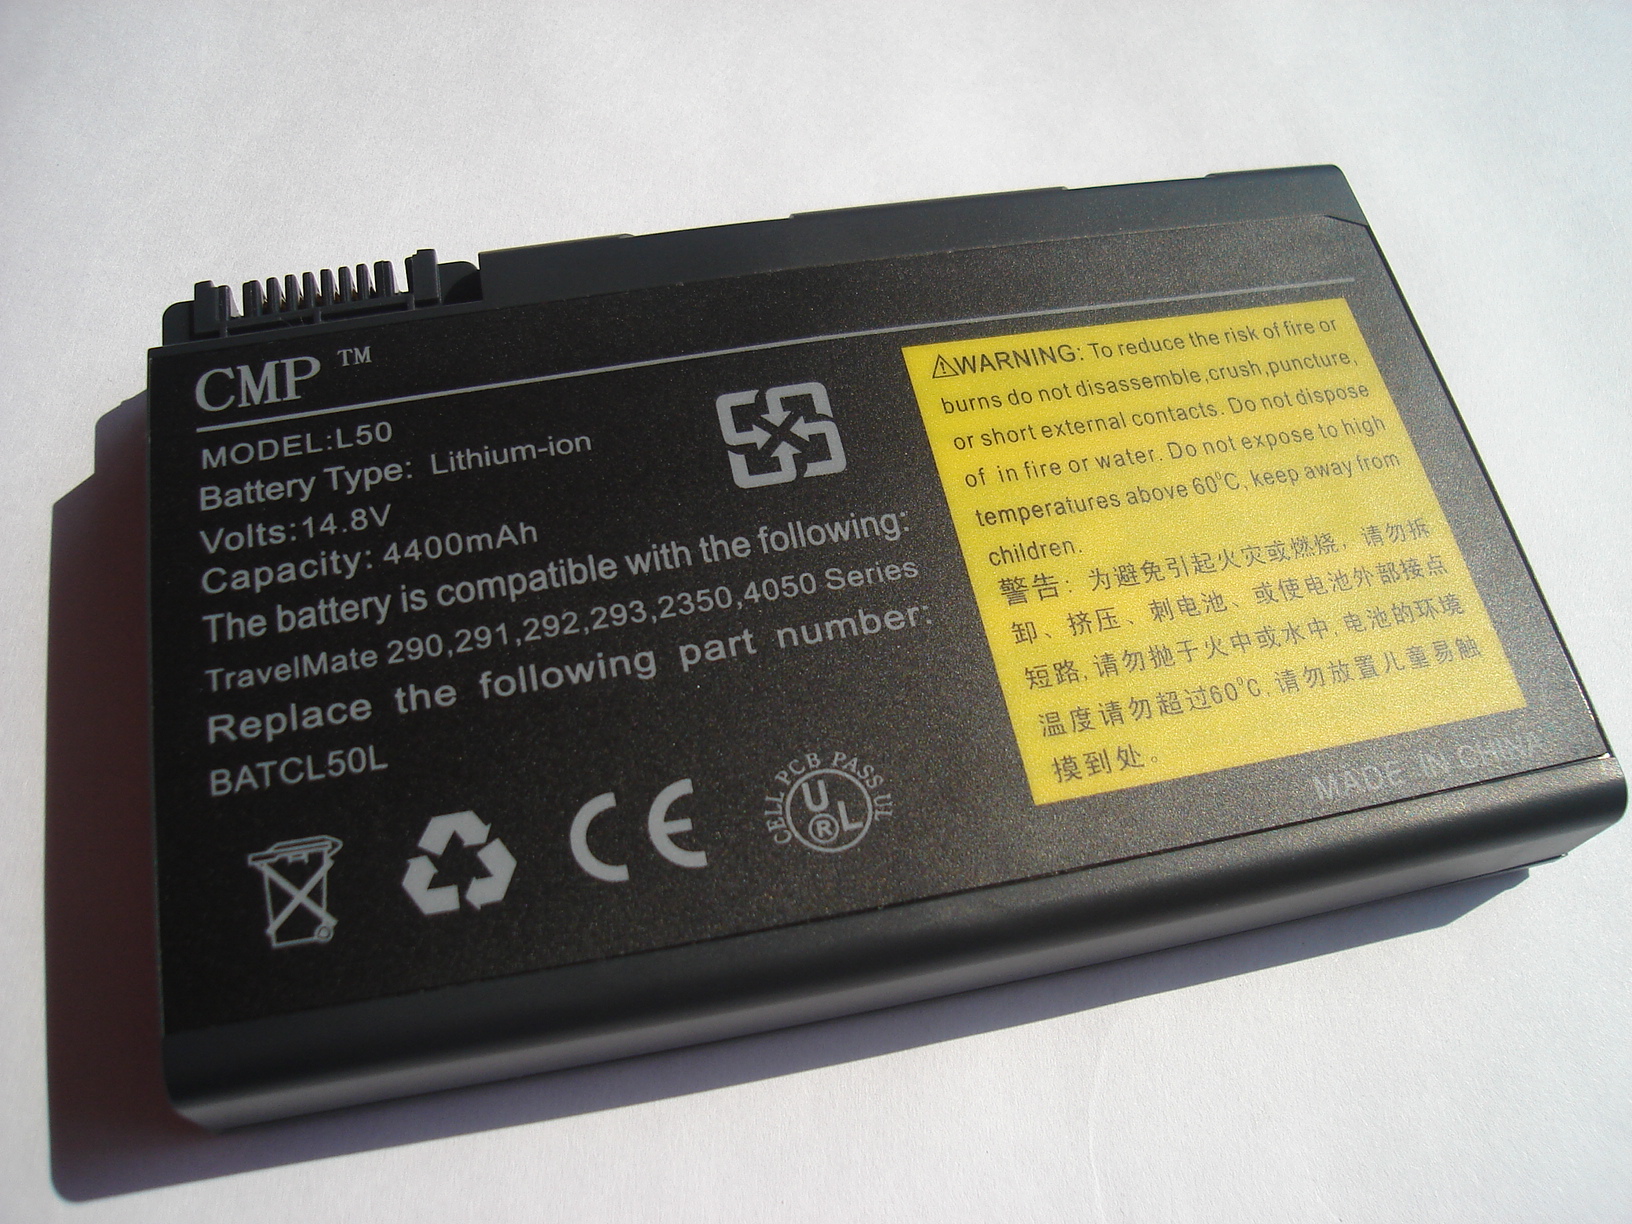 CMP ™
MODEL:L50
Battery Type: Lithium-ion
Volts:14.8V
Capacity: 4400mAh
The battery is compatible with the following:
TravelMate 290,291,292,293,2350,4050 Series
Replace the following part number:
BATCL50L
CE
CELL PCB PASS UL
U
R
L
⚠WARNING: To reduce the risk of fire or
burns do not disassemble,crush,puncture,
or short external contacts. Do not dispose
of in fire or water. Do not expose to high
temperatures above 60°C, keep away from
children.
警告：为避免引起火灾或燃烧，请勿拆
卸、挤压、刺电池、或使电池外部接点
短路,请勿抛于火中或水中,电池的环境
温度请勿超过60°C,请勿放置儿童易触
摸到处。
MADE IN CHINA